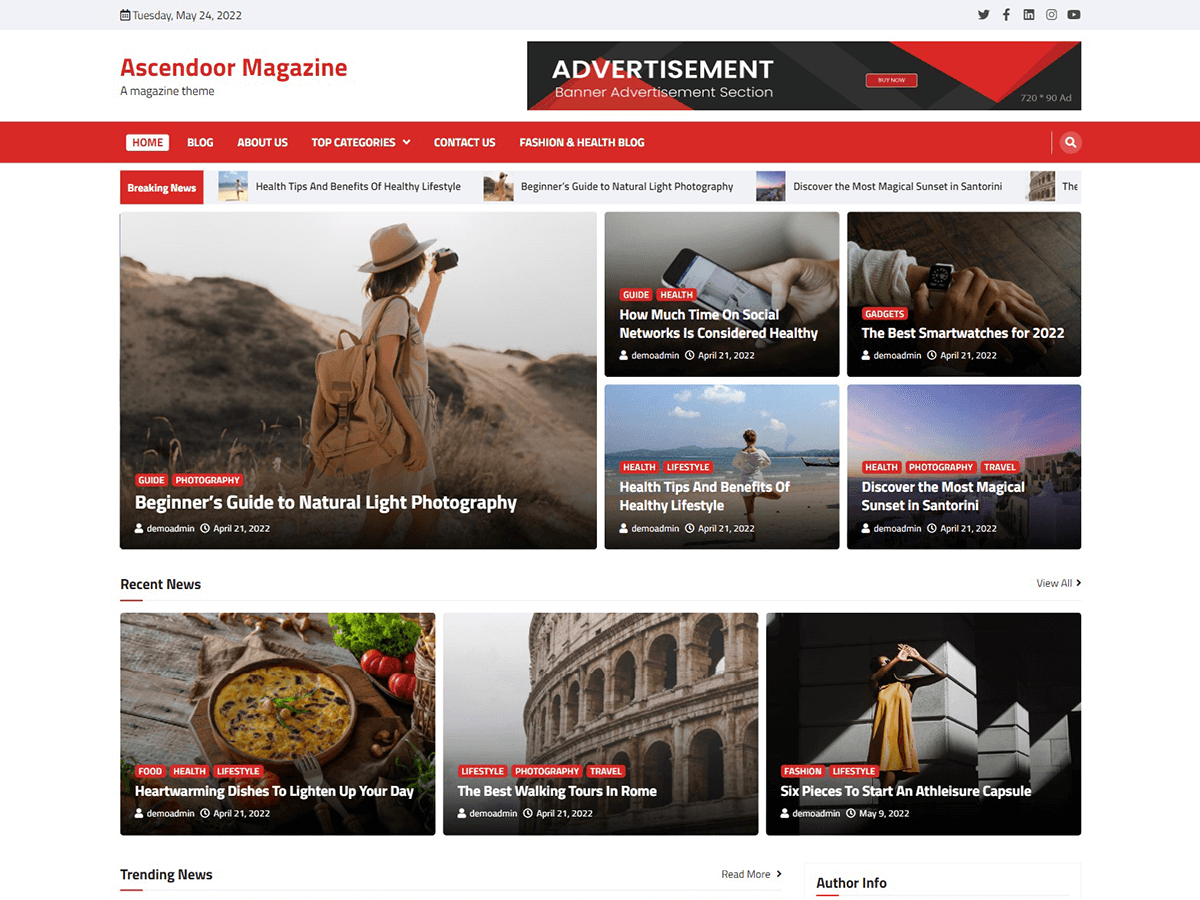 Tuesday, May 24, 2022
Ascendoor Magazine
A magazine theme
ADVERTISEMENT
Banner Advertisement Section
BUY NOW
720 * 90 Ad
HOME BLOG ABOUT US TOP CATEGORIES CONTACT US FASHION & HEALTH BLOG
Breaking News Health Tips And Benefits Of Healthy Lifestyle Beginner’s Guide to Natural Light Photography Discover the Most Magical Sunset in Santorini The
GUIDE PHOTOGRAPHY
Beginner’s Guide to Natural Light Photography
demoadmin April 21, 2022
GUIDE HEALTH
How Much Time On Social
Networks Is Considered Healthy
demoadmin April 21, 2022
GADGETS
The Best Smartwatches for 2022
demoadmin April 21, 2022
HEALTH LIFESTYLE
Health Tips And Benefits Of
Healthy Lifestyle
demoadmin April 21, 2022
HEALTH PHOTOGRAPHY TRAVEL
Discover the Most Magical
Sunset in Santorini
demoadmin April 21, 2022
Recent News
View All
FOOD HEALTH LIFESTYLE
Heartwarming Dishes To Lighten Up Your Day
demoadmin April 21, 2022
LIFESTYLE PHOTOGRAPHY TRAVEL
The Best Walking Tours In Rome
demoadmin April 21, 2022
FASHION LIFESTYLE
Six Pieces To Start An Athleisure Capsule
demoadmin May 9, 2022
Trending News
Read More
Author Info